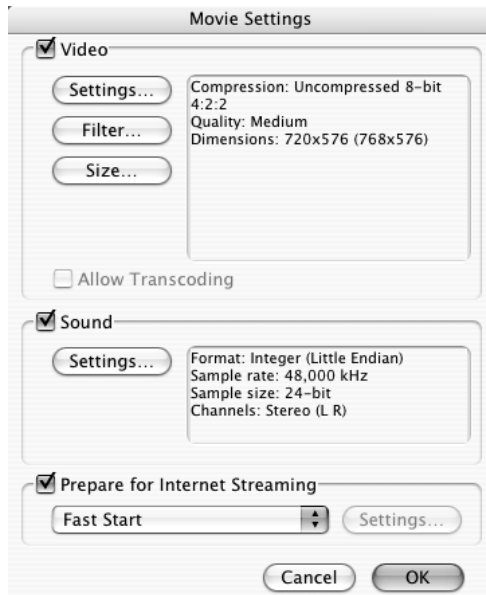 Movie Settings
Video
Settings...
Filter...
Size...
Compression: Uncompressed 8-bit
4:2:2
Quality: Medium
Dimensions: 720x576 (768x576)
Allow Transcoding
Sound
Settings...
Format: Integer (Little Endian)
Sample rate: 48,000 kHz
Sample size: 24-bit
Channels: Stereo (L R)
Prepare for Internet Streaming
Fast Start
Settings...
Cancel
OK